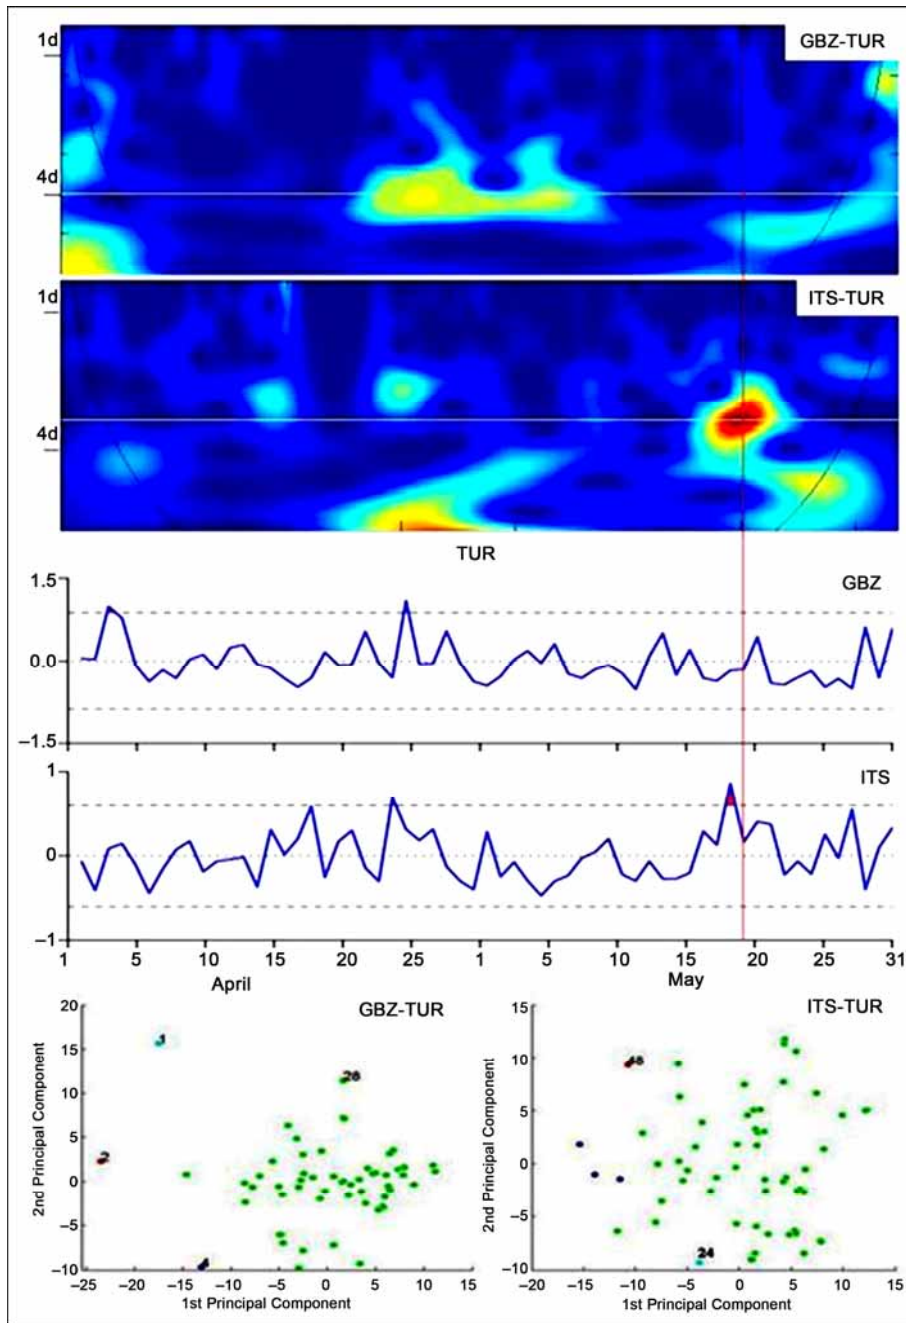 1d
GBZ-TUR
4d
1d
ITS-TUR
4d
TUR
1.5
GBZ
0.0
–1.5
1
ITS
0
–1
1 5 10 15 20 25 1 5 10 15 20 25 31
April May
20 GBZ-TUR
15
10
5
0
–5
–10
2nd Principal Component
1
26
2
4
–25 –20 –15 –10 –5 0 5 10 15
1st Principal Component
15 ITS-TUR
10
5
0
–5
–10
2nd Principal Component
48
24
–20 –15 –10 –5 0 5 10 15
1st Principal Component